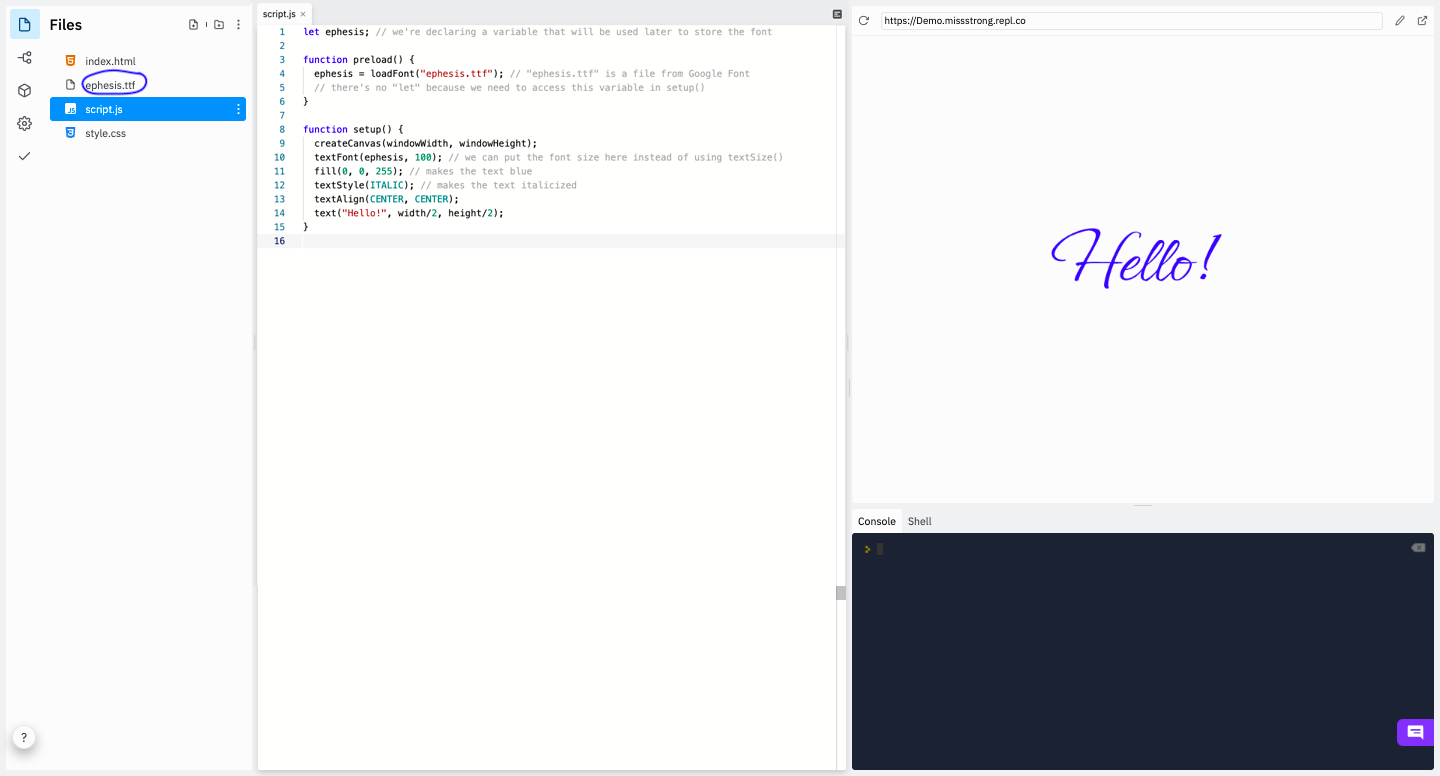 Files
index.html
ephesis.ttf
script.js
style.css
?
script.js ×
1 let ephesis; // we're declaring a variable that will be used later to store the font
2
3 function preload() {
4 ephesis = loadFont("ephesis.ttf"); // "ephesis.ttf" is a file from Google Font
5 // there's no "let" because we need to access this variable in setup()
6 }
7
8 function setup() {
9 createCanvas(windowWidth, windowHeight);
10 textFont(ephesis, 100); // we can put the font size here instead of using textSize()
11 fill(0, 0, 255); // makes the text blue
12 textStyle(ITALIC); // makes the text italicized
13 textAlign(CENTER, CENTER);
14 text("Hello!", width/2, height/2);
15 }
16
https://Demo.missstrong.repl.co
Hello!
Console Shell